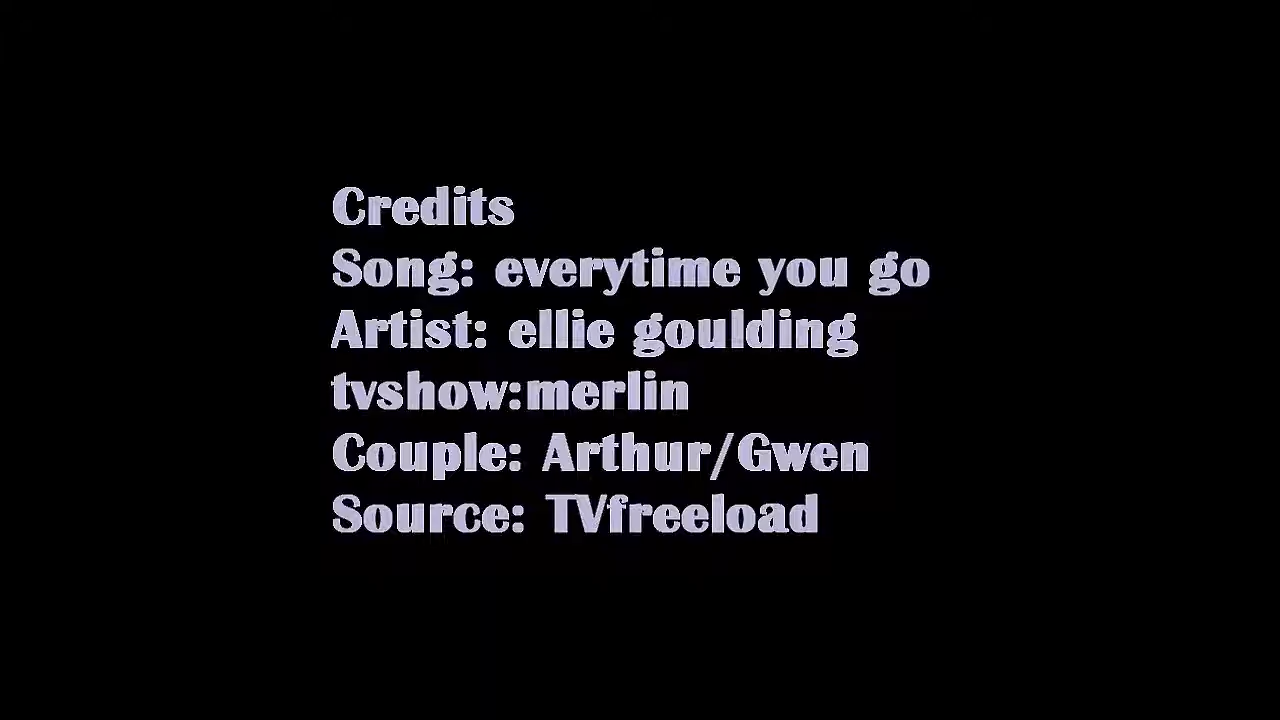 Credits
Song: everytime you go
Artist: ellie goulding
tvshow:merlin
Couple: Arthur/Gwen
Source: TVfreeload